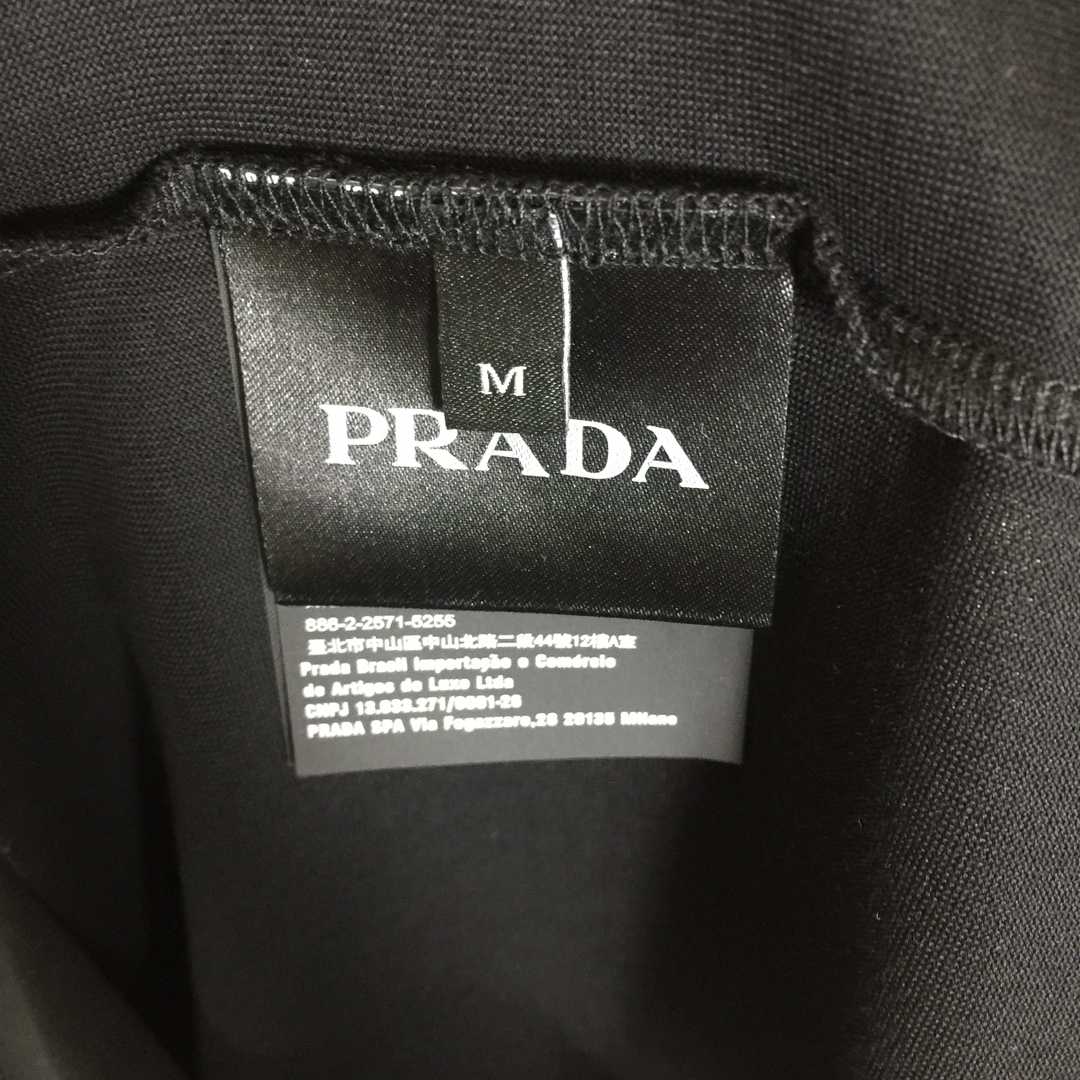 M
PRADA
886-2-2571-5255
臺北市中山區中山北路二段44號12樓A室
Prada Brasil Importação e Comércio
de Artigos de Luxo Ltda
CNPJ 13.033.271/0001-26
PRADA SPA Via Fogazzaro,28 20135 Milano